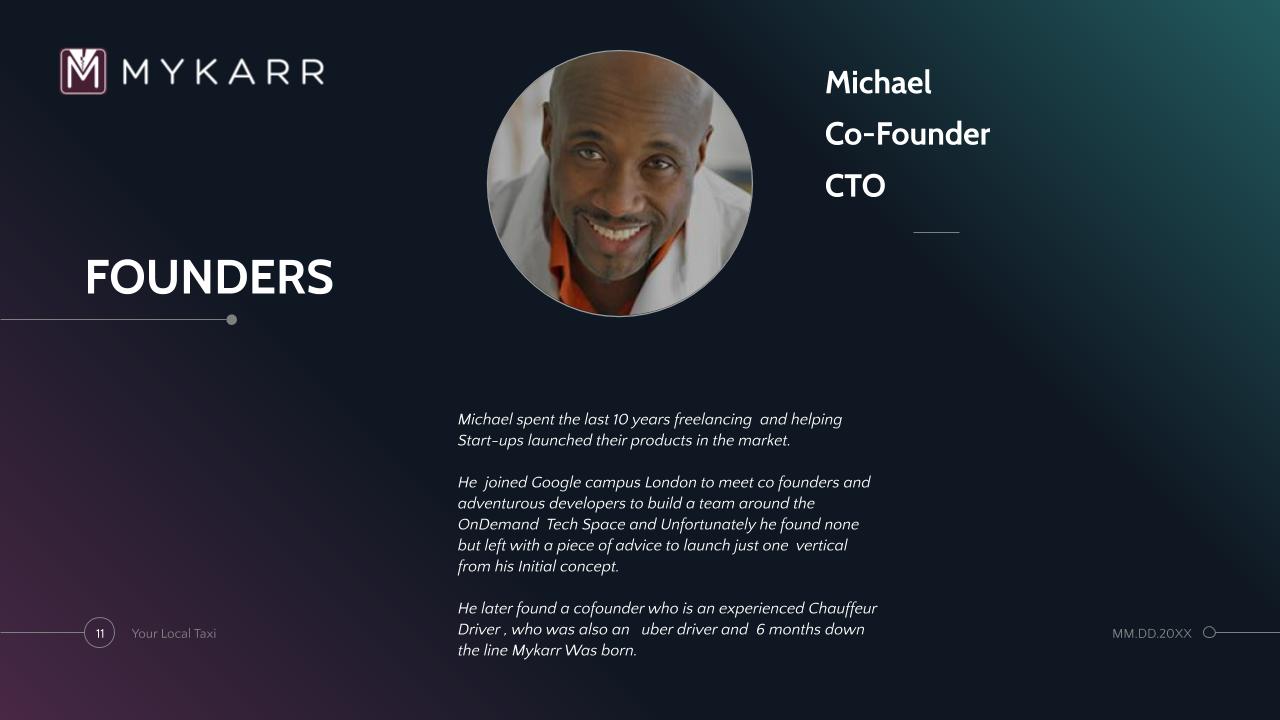 MYKARR
Michael
Co-Founder
CTO
FOUNDERS
Michael spent the last 10 years freelancing  and helping
Start-ups launched their products in the market.
He  joined Google campus London to meet co founders and
adventurous developers to build a team around the
OnDemand  Tech Space and Unfortunately he found none
but left with a piece of advice to launch just one  vertical
from his Initial concept.
He later found a cofounder who is an experienced Chauffeur
Driver , who was also an   uber driver and  6 months down
the line Mykarr Was born.
11 Your Local Taxi
MM.DD.20XX